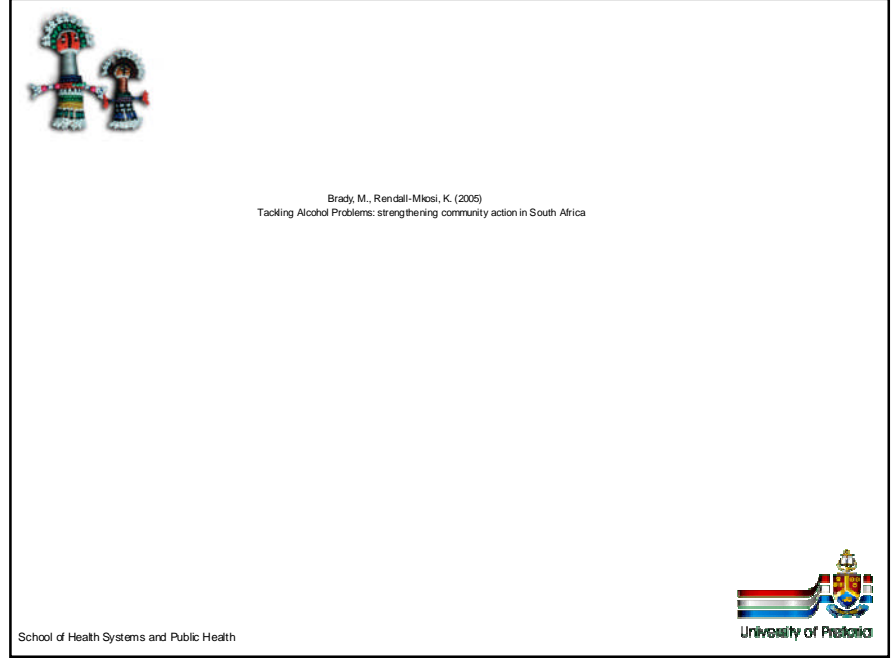 Brady, M., Rendall-Mkosi, K. (2005)
Tackling Alcohol Problems: strengthening community action in South Africa
School of Health Systems and Public Health
University of Pretoria